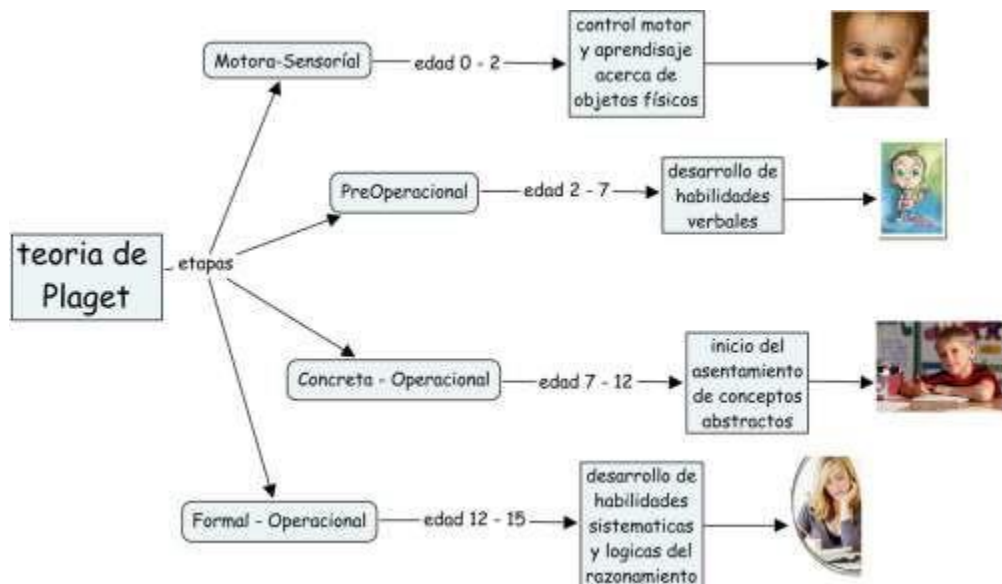 teoria de
Plaget
etapas
Motora-Sensorial
edad 0 - 2
control motor
y aprendisaje
acerca de
objetos físicos
PreOperacional
edad 2 - 7
desarrollo de
habilidades
verbales
Concreta - Operacional
edad 7 - 12
inicio del
asentamiento
de conceptos
abstractos
Formal - Operacional
edad 12 - 15
desarrollo de
habilidades
sistematicas
y logicas del
razonamiento